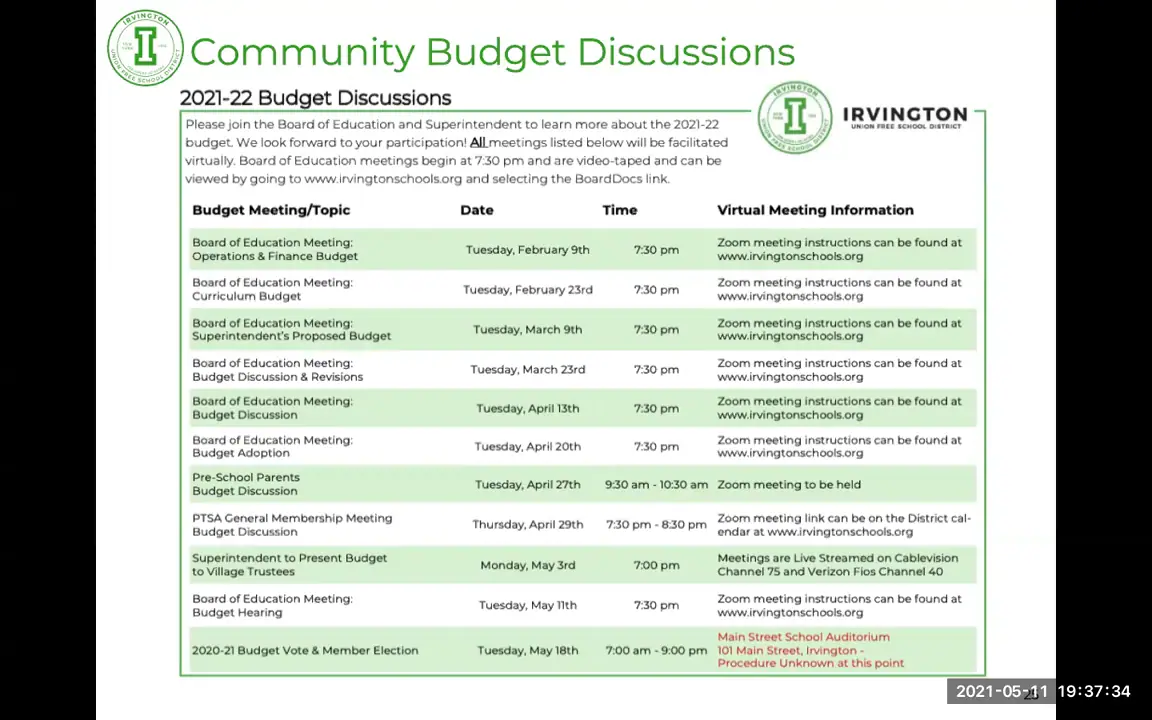 IRVINGTON
UNION FREE SCHOOL DISTRICT
I
Community Budget Discussions
2021-22 Budget Discussions
IRVINGTON
UNION FREE SCHOOL DISTRICT
I
IRVINGTON
UNION FREE SCHOOL DISTRICT
Please join the Board of Education and Superintendent to learn more about the 2021-22
budget. We look forward to your participation! All meetings listed below will be facilitated
virtually. Board of Education meetings begin at 7:30 pm and are video-taped and can be
viewed by going to www.irvingtonschools.org and selecting the BoardDocs link.
Budget Meeting/Topic Date Time Virtual Meeting Information
Board of Education Meeting:
Operations & Finance Budget
Tuesday, February 9th
7:30 pm
Zoom meeting instructions can be found at
www.irvingtonschools.org
Board of Education Meeting:
Curriculum Budget
Tuesday, February 23rd
7:30 pm
Zoom meeting instructions can be found at
www.irvingtonschools.org
Board of Education Meeting:
Superintendent's Proposed Budget
Tuesday, March 9th
7:30 pm
Zoom meeting instructions can be found at
www.irvingtonschools.org
Board of Education Meeting:
Budget Discussion & Revisions
Tuesday, March 23rd
7:30 pm
Zoom meeting instructions can be found at
www.irvingtonschools.org
Board of Education Meeting:
Budget Discussion
Tuesday, April 13th
7:30 pm
Zoom meeting instructions can be found at
www.irvingtonschools.org
Board of Education Meeting:
Budget Adoption
Tuesday, April 20th
7:30 pm
Zoom meeting instructions can be found at
www.irvingtonschools.org
Pre-School Parents
Budget Discussion
Tuesday, April 27th
9:30 am - 10:30 am
Zoom meeting to be held
PTSA General Membership Meeting
Budget Discussion
Thursday, April 29th
7:30 pm - 8:30 pm
Zoom meeting link can be on the District cal-
endar at www.irvingtonschools.org
Superintendent to Present Budget
to Village Trustees
Monday, May 3rd
7:00 pm
Meetings are Live Streamed on Cablevision
Channel 75 and Verizon Fios Channel 40
Board of Education Meeting:
Budget Hearing
Tuesday, May 11th
7:30 pm
Zoom meeting instructions can be found at
www.irvingtonschools.org
2020-21 Budget Vote & Member Election
Tuesday, May 18th
7:00 am - 9:00 pm
Main Street School Auditorium
101 Main Street, Irvington -
Procedure Unknown at this point
2021-05-11 19:37:34